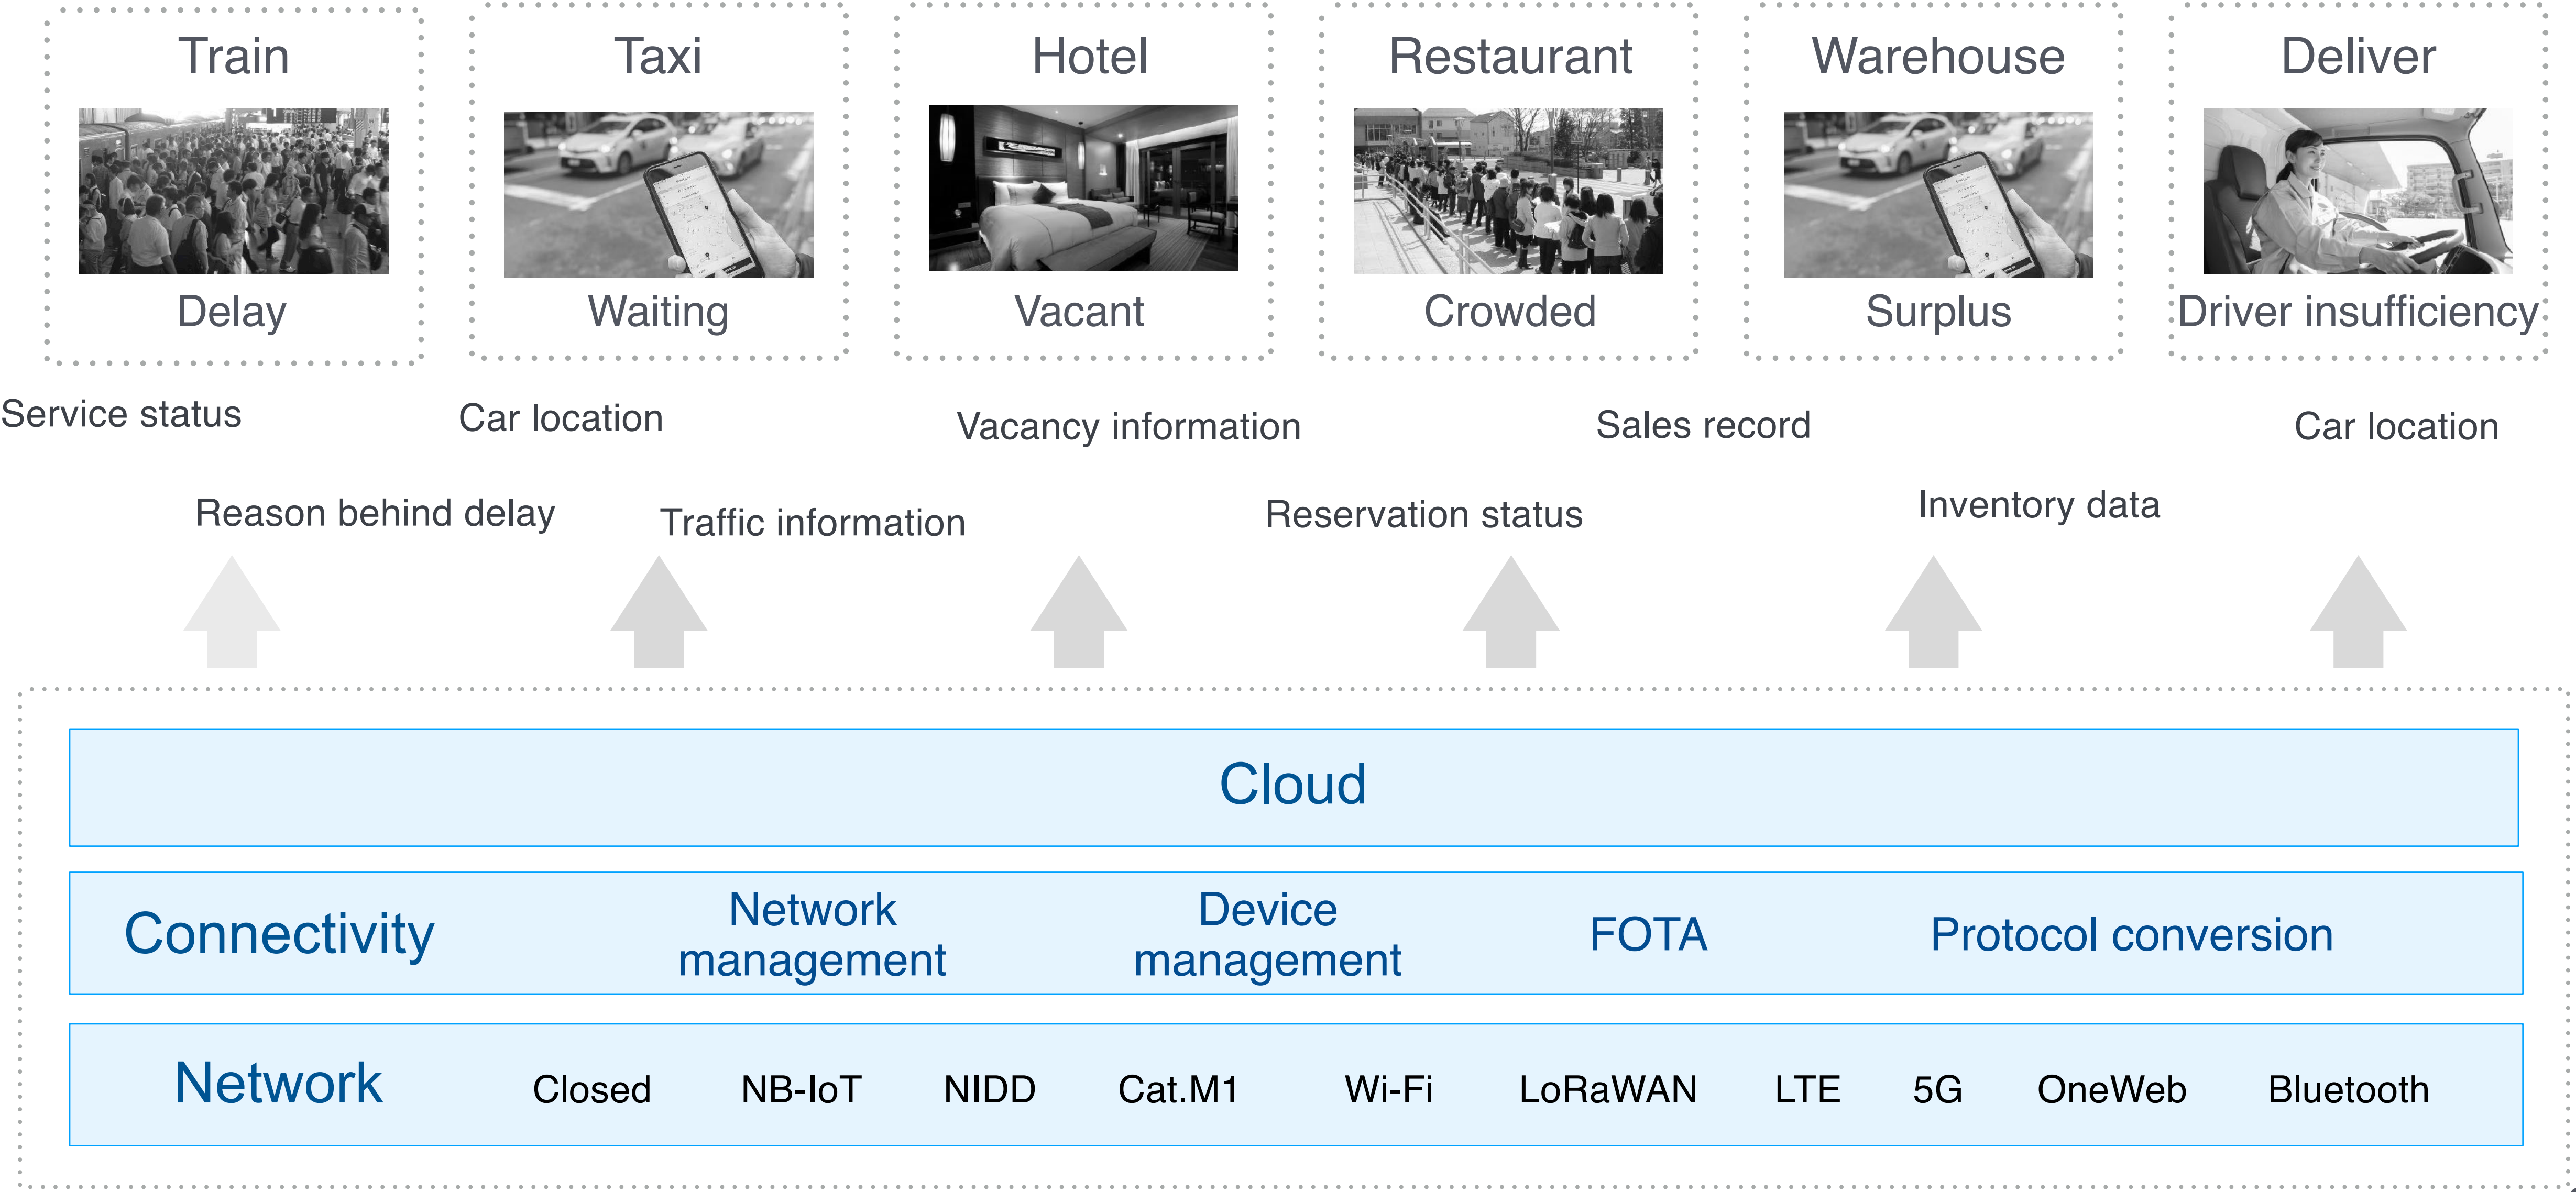 Train
Taxi
Hotel
Restaurant
Warehouse
Deliver
Delay
Waiting
Vacant
Crowded
Surplus
Driver insufficiency
Service status
Car location
Vacancy information
Sales record
Car location
Reason behind delay
Traffic information
Reservation status
Inventory data
Cloud
Connectivity
Network
management
Device
management
FOTA
Protocol conversion
Network
Closed
NB-IoT
NIDD
Cat.M1
Wi-Fi
LoRaWAN
LTE
5G
OneWeb
Bluetooth